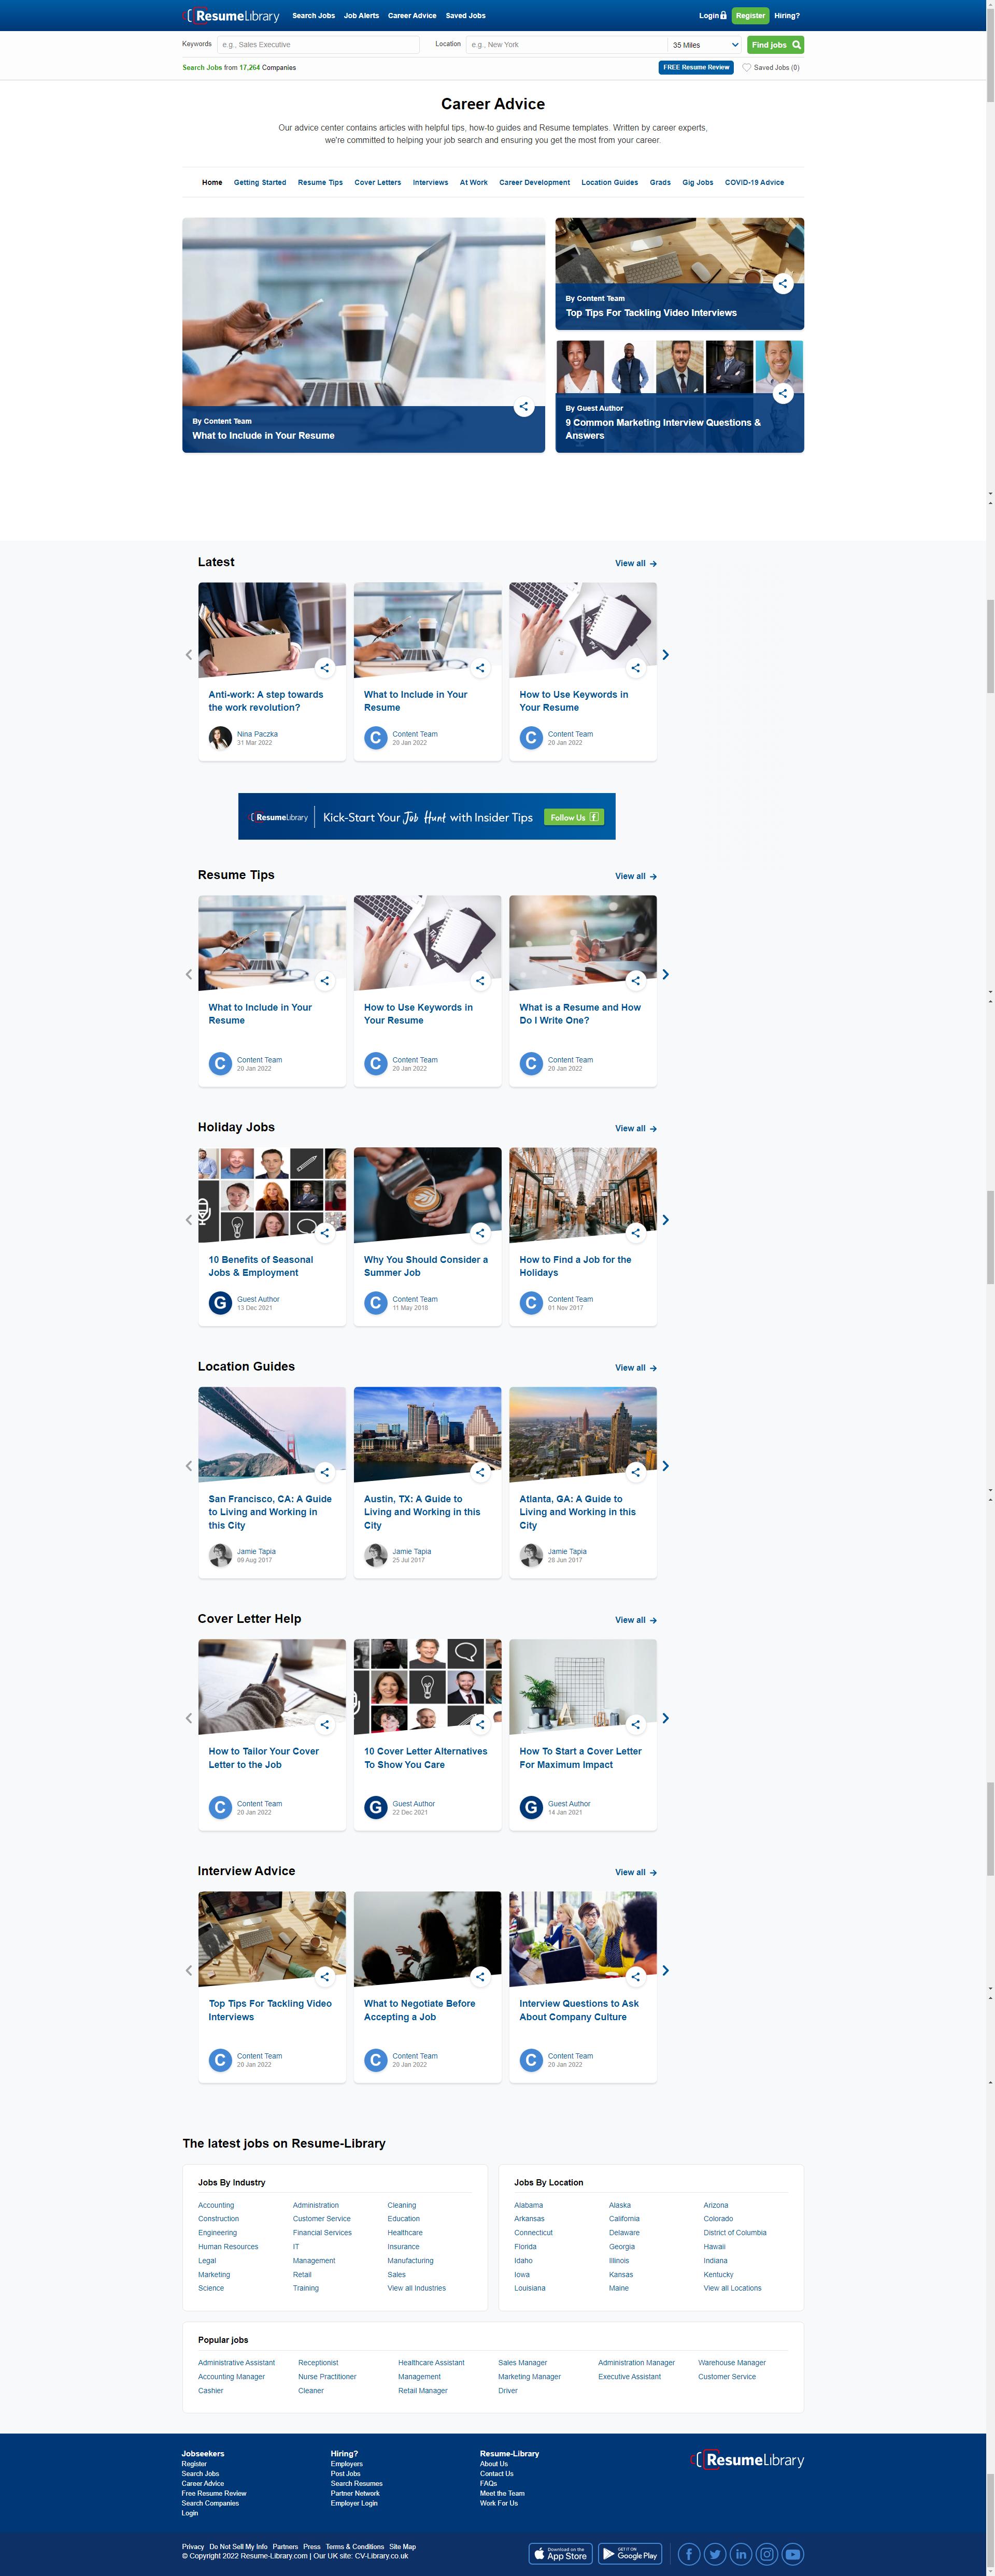 ResumeLibrary Search Jobs Job Alerts Career Advice Saved Jobs Login Register Hiring?
Keywords e.g., Sales Executive Location e.g., New York 35 Miles Find jobs
Search Jobs from 17,264 Companies FREE Resume Review Saved Jobs (0)
Career Advice
Our advice center contains articles with helpful tips, how-to guides and Resume templates. Written by career experts,
we're committed to helping your job search and ensuring you get the most from your career.
Home Getting Started Resume Tips Cover Letters Interviews At Work Career Development Location Guides Grads Gig Jobs COVID-19 Advice
By Content Team
What to Include in Your Resume
By Content Team
Top Tips For Tackling Video Interviews
By Guest Author
9 Common Marketing Interview Questions &
Answers
Latest
View all
Anti-work: A step towards
the work revolution?
Nina Paczka
31 Mar 2022
What to Include in Your
Resume
C
Content Team
20 Jan 2022
How to Use Keywords in
Your Resume
C
Content Team
20 Jan 2022
ResumeLibrary Kick-Start Your Job Hunt with Insider Tips Follow Us
Resume Tips
View all
What to Include in Your
Resume
C
Content Team
20 Jan 2022
How to Use Keywords in
Your Resume
C
Content Team
20 Jan 2022
What is a Resume and How
Do I Write One?
C
Content Team
20 Jan 2022
Holiday Jobs
View all
10 Benefits of Seasonal
Jobs & Employment
G
Guest Author
13 Dec 2021
Why You Should Consider a
Summer Job
C
Content Team
11 May 2018
How to Find a Job for the
Holidays
C
Content Team
01 Nov 2017
Location Guides
View all
San Francisco, CA: A Guide
to Living and Working in
this City
Jamie Tapia
09 Aug 2017
Austin, TX: A Guide to
Living and Working in this
City
Jamie Tapia
25 Jul 2017
Atlanta, GA: A Guide to
Living and Working in this
City
Jamie Tapia
28 Jun 2017
Cover Letter Help
View all
How to Tailor Your Cover
Letter to the Job
C
Content Team
20 Jan 2022
10 Cover Letter Alternatives
To Show You Care
G
Guest Author
22 Dec 2021
How To Start a Cover Letter
For Maximum Impact
G
Guest Author
14 Jan 2021
Interview Advice
View all
Top Tips For Tackling Video
Interviews
C
Content Team
20 Jan 2022
What to Negotiate Before
Accepting a Job
C
Content Team
20 Jan 2022
Interview Questions to Ask
About Company Culture
C
Content Team
20 Jan 2022
The latest jobs on Resume-Library
Jobs By Industry
Accounting Administration Cleaning
Construction Customer Service Education
Engineering Financial Services Healthcare
Human Resources IT Insurance
Legal Management Manufacturing
Marketing Retail Sales
Science Training View all Industries
Jobs By Location
Alabama Alaska Arizona
Arkansas California Colorado
Connecticut Delaware District of Columbia
Florida Georgia Hawaii
Idaho Illinois Indiana
Iowa Kansas Kentucky
Louisiana Maine View all Locations
Popular jobs
Administrative Assistant Receptionist Healthcare Assistant Sales Manager Administration Manager Warehouse Manager
Accounting Manager Nurse Practitioner Management Marketing Manager Executive Assistant Customer Service
Cashier Cleaner Retail Manager Driver
Jobseekers
Register
Search Jobs
Career Advice
Free Resume Review
Search Companies
Login
Hiring?
Employers
Post Jobs
Search Resumes
Partner Network
Employer Login
Resume-Library
About Us
Contact Us
FAQs
Meet the Team
Work For Us
ResumeLibrary
Privacy Do Not Sell My Info Partners Press Terms & Conditions Site Map
© Copyright 2022 Resume-Library.com | Our UK site: CV-Library.co.uk
Download on the
App Store
GET IT ON
Google Play